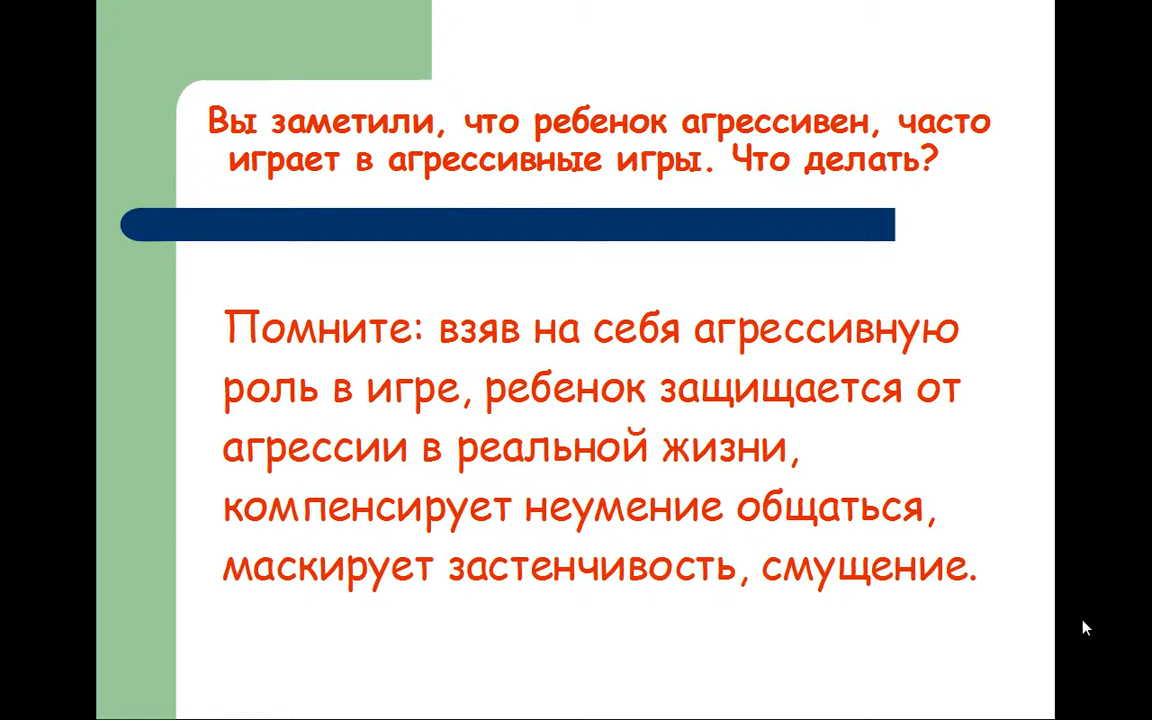 Вы заметили, что ребенок агрессивен, часто
играет в агрессивные игры. Что делать?
Помните: взяв на себя агрессивную
роль в игре, ребенок защищается от
агрессии в реальной жизни,
компенсирует неумение общаться,
маскирует застенчивость, смущение.